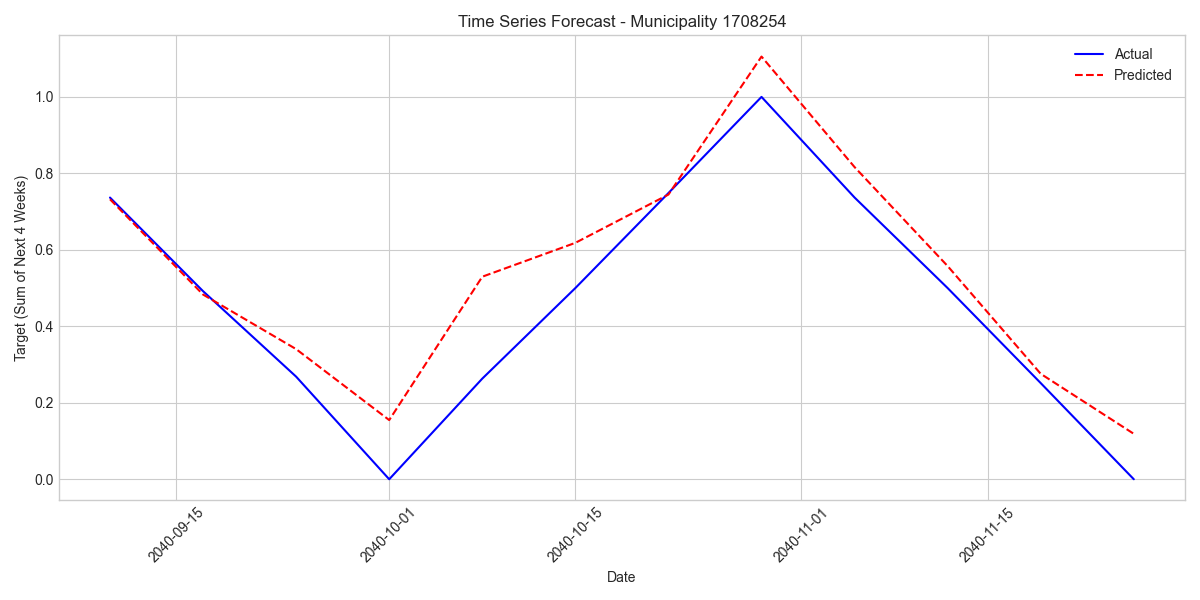 Time Series Forecast - Municipality 1708254
Actual
Predicted
Target (Sum of Next 4 Weeks)
1.0
0.8
0.6
0.4
0.2
0.0
2040-09-15
2040-10-01
2040-10-15
2040-11-01
2040-11-15
Date